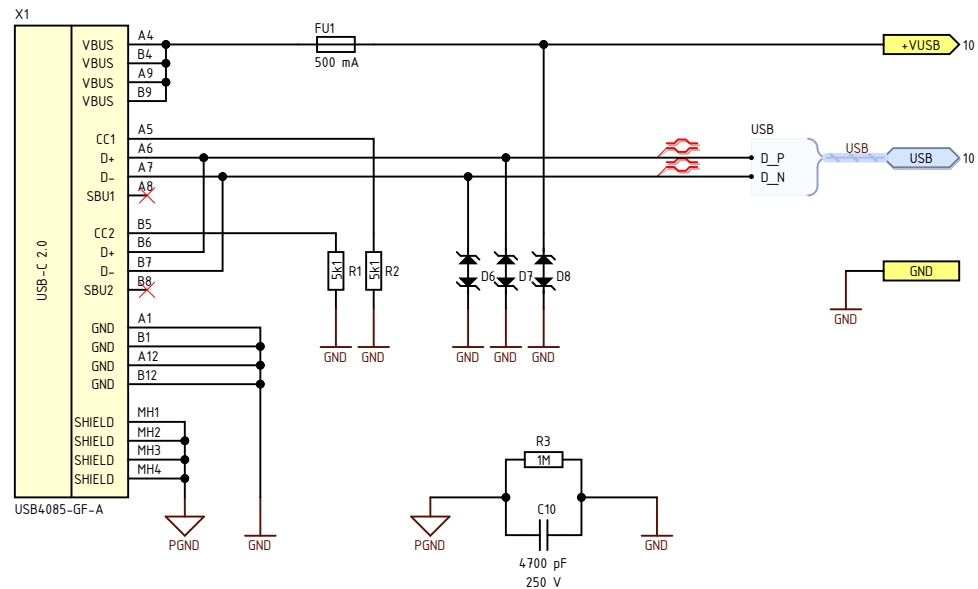 X1
USB-C 2.0
VBUS A4
VBUS B4
VBUS A9
VBUS B9
CC1 A5
D+ A6
D- A7
SBU1 A8
CC2 B5
D+ B6
D- B7
SBU2 B8
GND A1
GND B1
GND A12
GND B12
SHIELD MH1
SHIELD MH2
SHIELD MH3
SHIELD MH4
USB4085-GF-A
PGND
GND
FU1
500 mA
5k1 R1
5k1 R2
GND
GND
D6
D7
D8
GND
GND
GND
USB
D_P
D_N
USB
+VUSB 10
USB 10
GND
GND
R3
1M
C10
4700 pF
250 V
PGND
GND